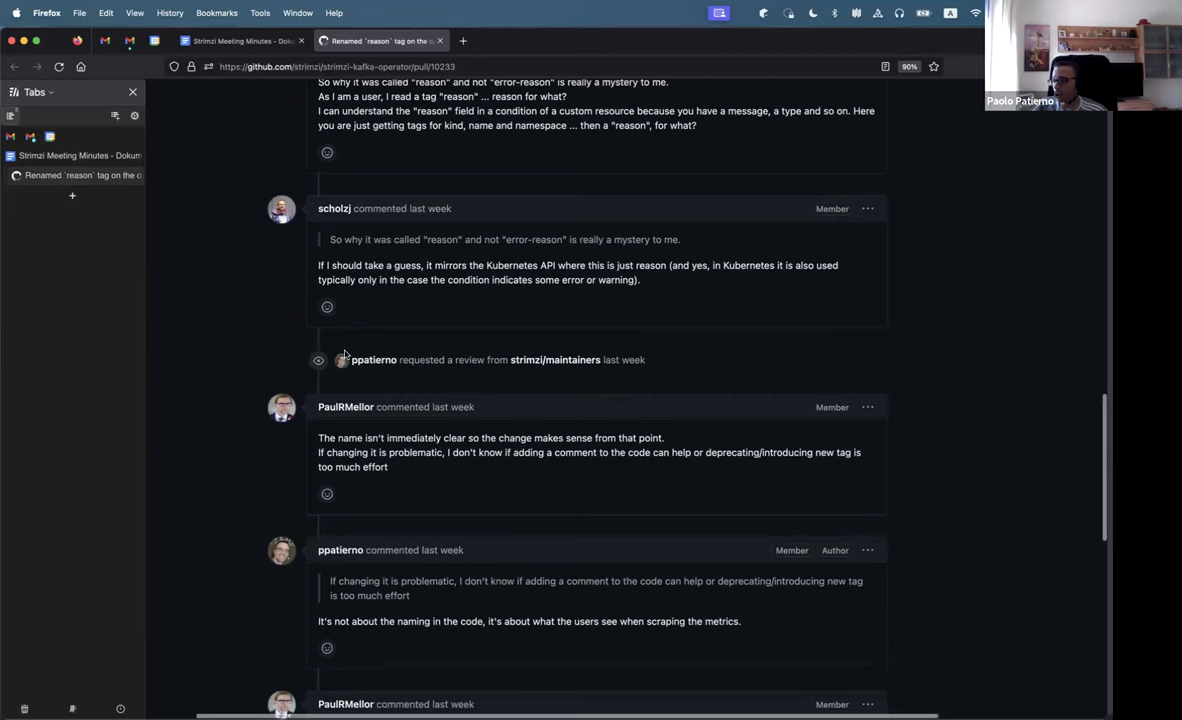 Firefox File Edit View History Bookmarks Tools Window Help
Strimzi Meeting Minutes - Dok
Renamed `reason` tag on the o
Tabs
https://github.com/strimzi/strimzi-kafka-operator/pull/10233
90%
Paolo Patierno
Strimzi Meeting Minutes - Dokum
Renamed `reason` tag on the o
So why it was called "reason" and not "error-reason" is really a mystery to me.
As I am a user, I read a tag "reason" ... reason for what?
I can understand the "reason" field in a condition of a custom resource because you have a message, a type and so on. Here
you are just getting tags for kind, name and namespace ... then a "reason", for what?
scholzj commented last week
Member
So why it was called "reason" and not "error-reason" is really a mystery to me.
If I should take a guess, it mirrors the Kubernetes API where this is just reason (and yes, in Kubernetes it is also used
typically only in the case the condition indicates some error or warning).
ppatierno requested a review from strimzi/maintainers last week
PaulRMellor commented last week
Member
The name isn't immediately clear so the change makes sense from that point.
If changing it is problematic, I don't know if adding a comment to the code can help or deprecating/introducing new tag is
too much effort
ppatierno commented last week
Member Author
If changing it is problematic, I don't know if adding a comment to the code can help or deprecating/introducing new tag
is too much effort
It's not about the naming in the code, it's about what the users see when scraping the metrics.
PaulRMellor commented last week
Member